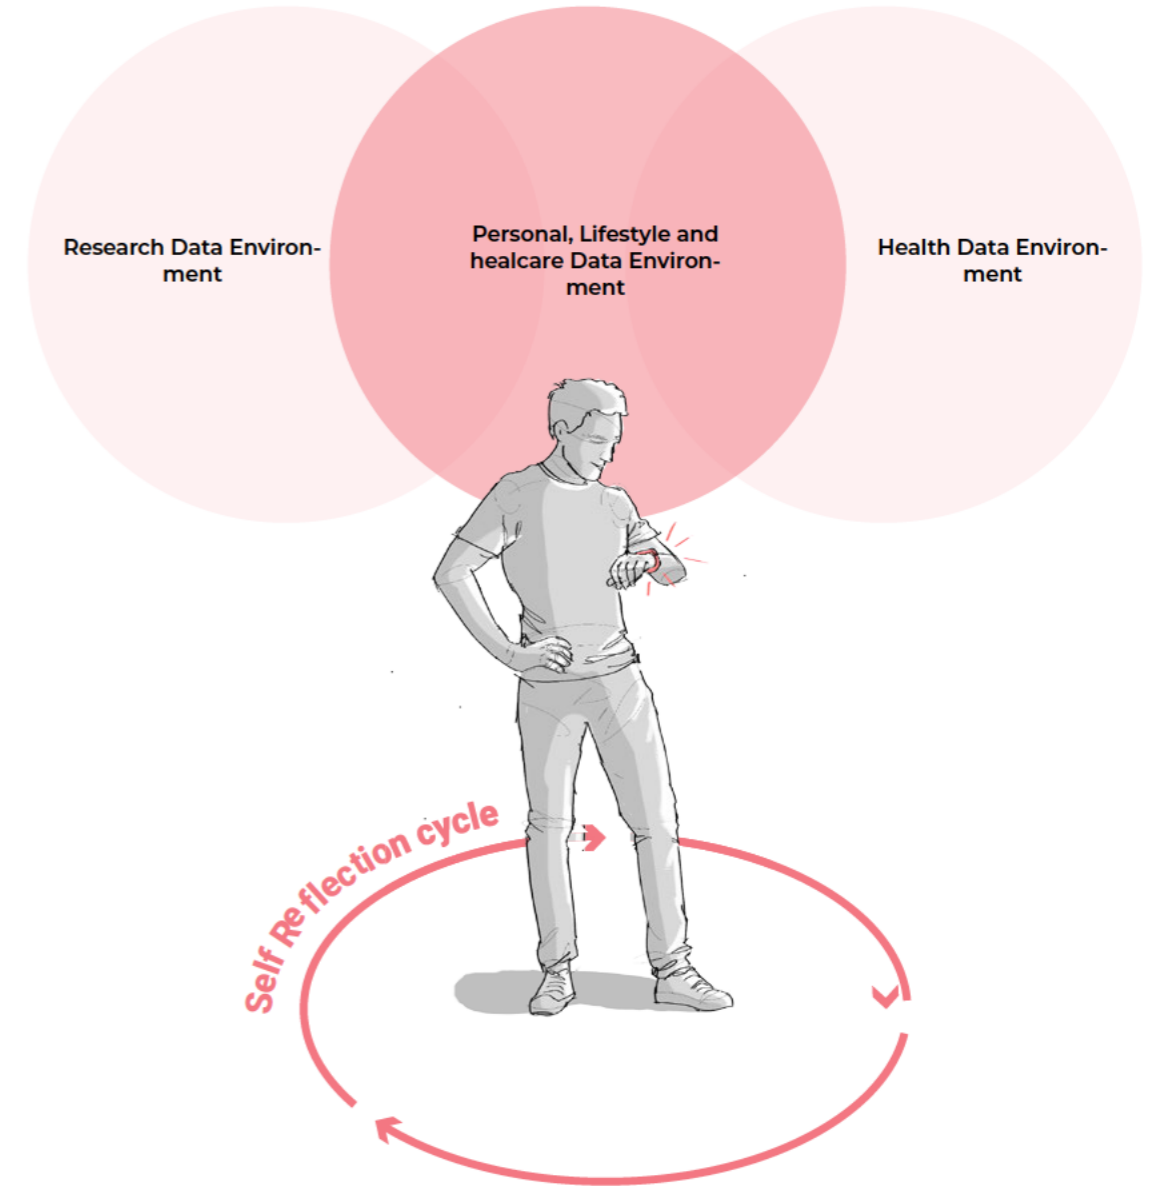 Research Data Environ-
ment
Personal, Lifestyle and
healcare Data Environ-
ment
Health Data Environ-
ment
Self Reflection cycle